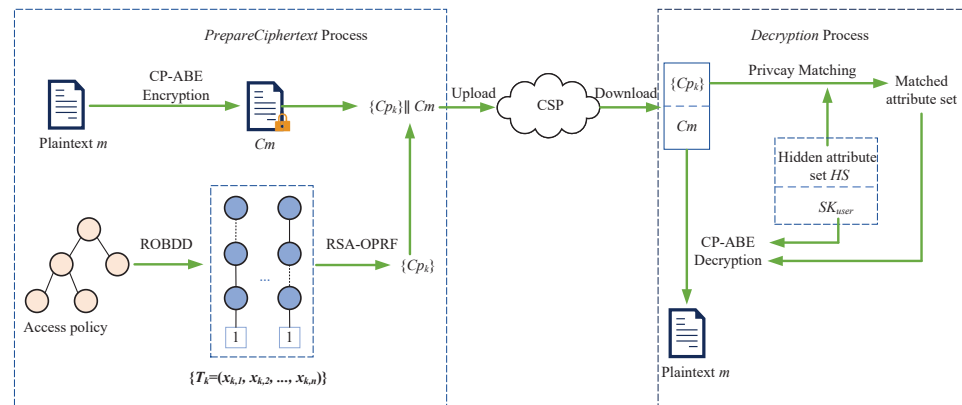 PrepareCiphertext Process
CP-ABE
Encryption
Plaintext m
Cm
{Cpk}|| Cm
Upload
CSP
Download
ROBDD
Access policy
...
1
1
RSA-OPRF
{Cpk}
{Tk=(xk,1, xk,2, ..., xk,n)}
Decryption Process
{Cpk}
Cm
Privcay Matching
Matched
attribute set
Hidden attribute
set HS
SKuser
CP-ABE
Decryption
Plaintext m